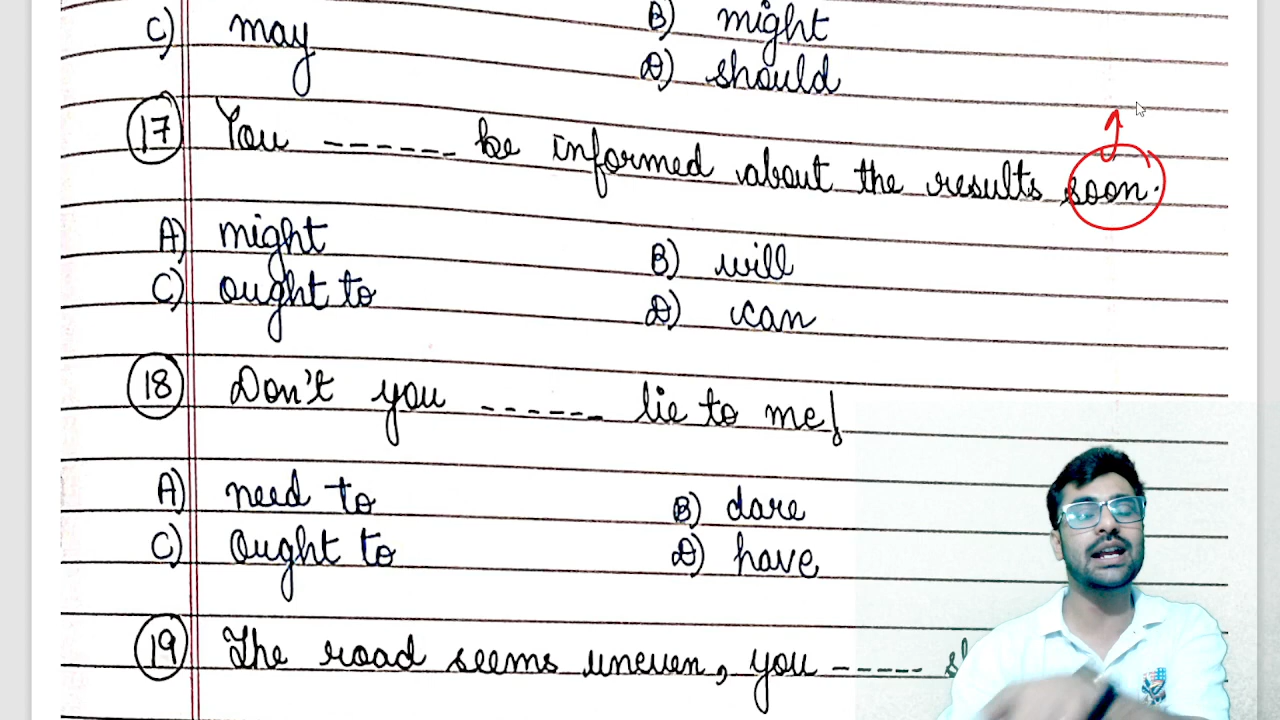 C) may B) might
D) should
17 You ------ be informed about the results soon.
A) might B) will
C) ought to D) can
18 Don't you ------ lie to me!
A) need to B) dare
C) ought to D) have
19 The road seems uneven, you -----